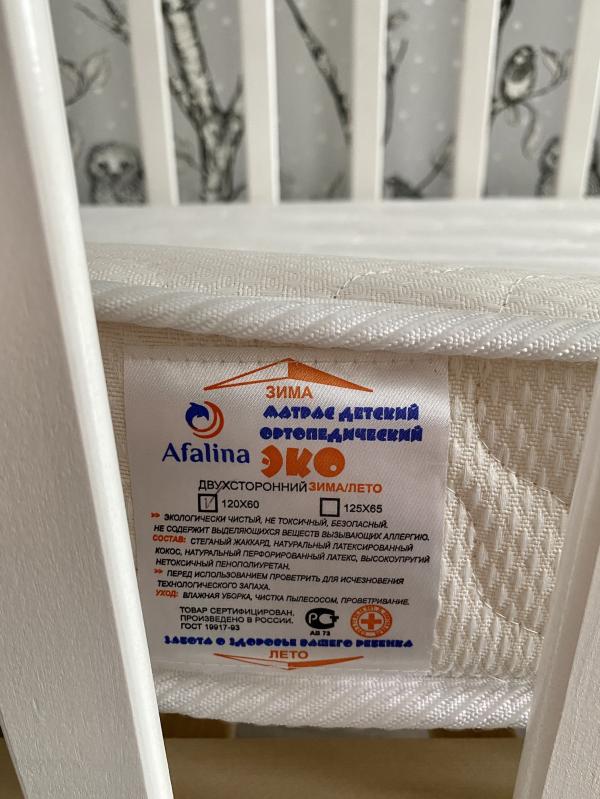 ЗИМА
Afalina
МАТРАС ДЕТСКИЙ
ОРТОПЕДИЧЕСКИЙ
ЭКО
ДВУХСТОРОННИЙ ЗИМА/ЛЕТО
120X60 125X65
>> ЭКОЛОГИЧЕСКИ ЧИСТЫЙ, НЕ ТОКСИЧНЫЙ, БЕЗОПАСНЫЙ.
НЕ СОДЕРЖИТ ВЫДЕЛЯЮЩИХСЯ ВЕЩЕСТВ ВЫЗЫВАЮЩИХ АЛЛЕРГИЮ.
СОСТАВ: СТЕГАНЫЙ ЖАККАРД, НАТУРАЛЬНЫЙ ЛАТЕКСИРОВАННЫЙ
КОКОС, НАТУРАЛЬНЫЙ ПЕРФОРИРОВАННЫЙ ЛАТЕКС, ВЫСОКОУПРУГИЙ
НЕТОКСИЧНЫЙ ПЕНОПОЛИУРЕТАН.
>> ПЕРЕД ИСПОЛЬЗОВАНИЕМ ПРОВЕТРИТЬ ДЛЯ ИСЧЕЗНОВЕНИЯ
ТЕХНОЛОГИЧЕСКОГО ЗАПАХА.
УХОД: ВЛАЖНАЯ УБОРКА, ЧИСТКА ПЫЛЕСОСОМ, ПРОВЕТРИВАНИЕ.
ТОВАР СЕРТИФИЦИРОВАН.
ПРОИЗВЕДЕНО В РОССИИ.
ГОСТ 19917-93
АВ 73
ЗАБОТА О ЗДОРОВЬЕ ВАШЕГО РЕБЕНКА
ЛЕТО